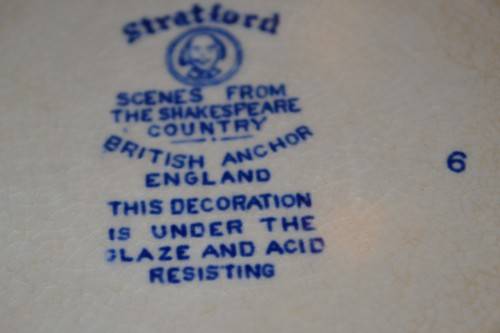 Stratford
SCENES FROM
THE SHAKESPEARE
COUNTRY
BRITISH ANCHOR
ENGLAND
THIS DECORATION
IS UNDER THE
GLAZE AND ACID
RESISTING
6